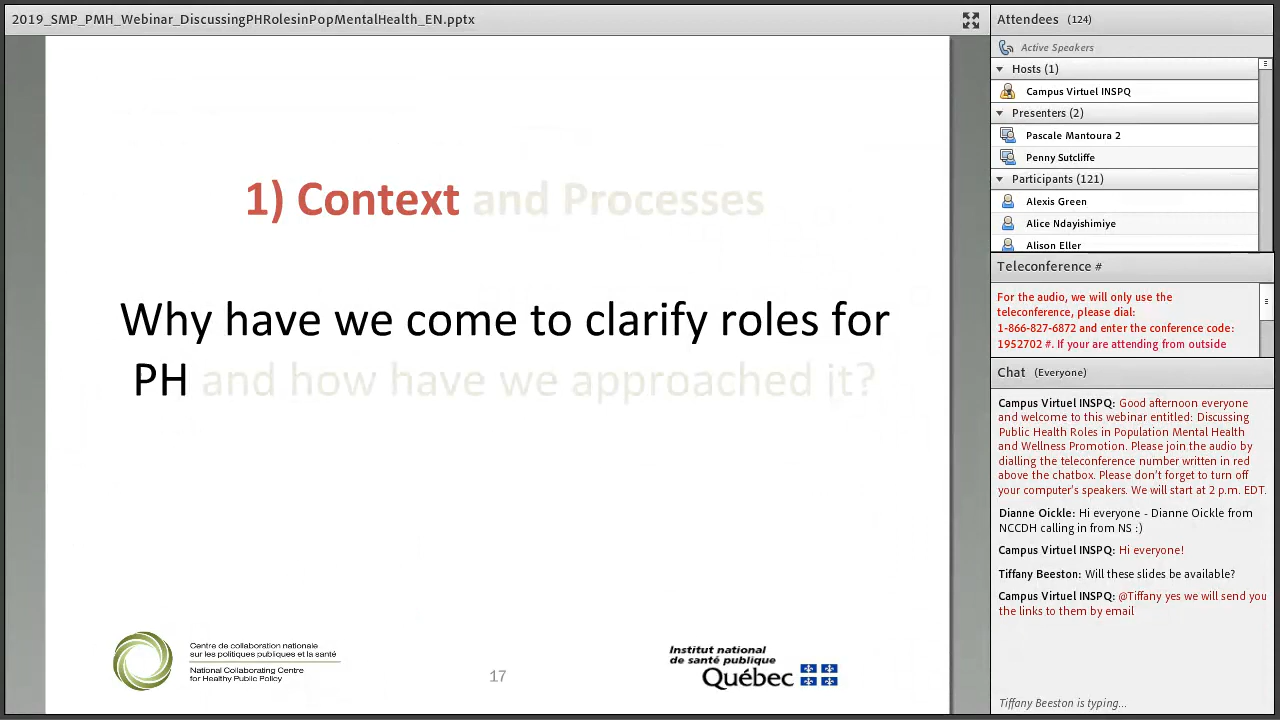 2019_SMP_PMH_Webinar_DiscussingPHRolesinPopMentalHealth_EN.pptx
1) Context and Processes
Why have we come to clarify roles for
PH and how have we approached it?
Centre de collaboration nationale
sur les politiques publiques et la santé
National Collaborating Centre
for Healthy Public Policy
17
Institut national
de santé publique
Québec
Attendees (124)
Active Speakers
Hosts (1)
Campus Virtuel INSPQ
Presenters (2)
Pascale Mantoura 2
Penny Sutcliffe
Participants (121)
Alexis Green
Alice Ndayishimiye
Alison Eller
Teleconference #
For the audio, we will only use the
teleconference, please dial:
1-866-827-6872 and enter the conference code:
1952702 #. If your are attending from outside
Chat (Everyone)
Campus Virtuel INSPQ: Good afternoon everyone
and welcome to this webinar entitled: Discussing
Public Health Roles in Population Mental Health
and Wellness Promotion. Please join the audio by
dialling the teleconference number written in red
above the chatbox. Please don't forget to turn off
your computer's speakers. We will start at 2 p.m. EDT.
Dianne Oickle: Hi everyone - Dianne Oickle from
NCCDH calling in from NS :)
Campus Virtuel INSPQ: Hi everyone!
Tiffany Beeston: Will these slides be available?
Campus Virtuel INSPQ: @Tiffany yes we will send you
the links to them by email
Tiffany Beeston is typing...